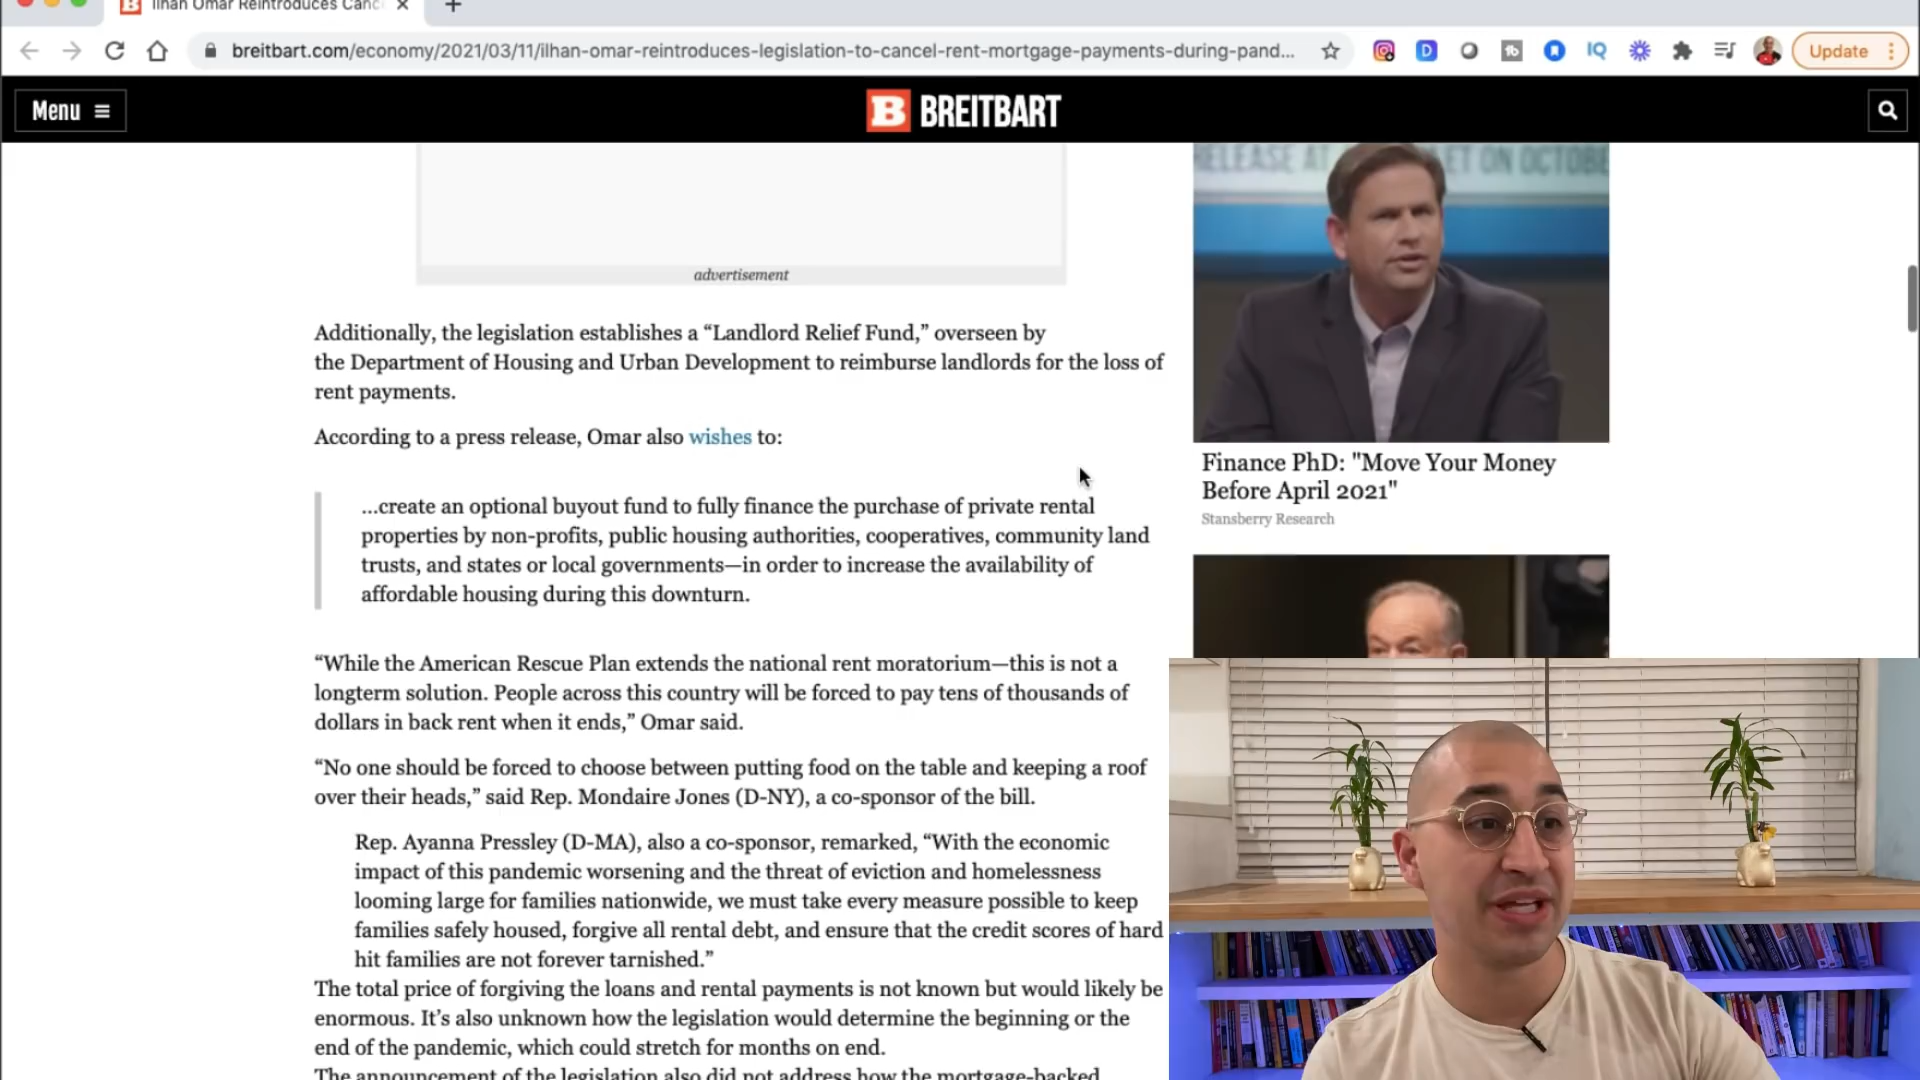 Ilhan Omar Reintroduces Canc
breitbart.com/economy/2021/03/11/ilhan-omar-reintroduces-legislation-to-cancel-rent-mortgage-payments-during-pand...
Update
Menu
BREITBART
advertisement
Additionally, the legislation establishes a “Landlord Relief Fund,” overseen by
the Department of Housing and Urban Development to reimburse landlords for the loss of
rent payments.
According to a press release, Omar also wishes to:
...create an optional buyout fund to fully finance the purchase of private rental
properties by non-profits, public housing authorities, cooperatives, community land
trusts, and states or local governments—in order to increase the availability of
affordable housing during this downturn.
“While the American Rescue Plan extends the national rent moratorium—this is not a
longterm solution. People across this country will be forced to pay tens of thousands of
dollars in back rent when it ends,” Omar said.
“No one should be forced to choose between putting food on the table and keeping a roof
over their heads,” said Rep. Mondaire Jones (D-NY), a co-sponsor of the bill.
Rep. Ayanna Pressley (D-MA), also a co-sponsor, remarked, “With the economic
impact of this pandemic worsening and the threat of eviction and homelessness
looming large for families nationwide, we must take every measure possible to keep
families safely housed, forgive all rental debt, and ensure that the credit scores of hard
hit families are not forever tarnished.”
The total price of forgiving the loans and rental payments is not known but would likely be
enormous. It’s also unknown how the legislation would determine the beginning or the
end of the pandemic, which could stretch for months on end.
The announcement of the legislation also did not address how the mortgage-backed
RELEASE AT
ET ON OCTOBE
Finance PhD: "Move Your Money
Before April 2021"
Stansberry Research